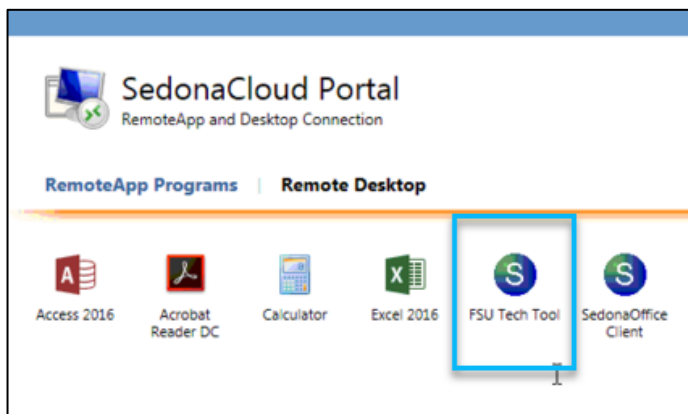 SedonaCloud Portal
RemoteApp and Desktop Connection
RemoteApp Programs | Remote Desktop
Access 2016
Acrobat
Reader DC
Calculator
Excel 2016
FSU Tech Tool
SedonaOffice
Client